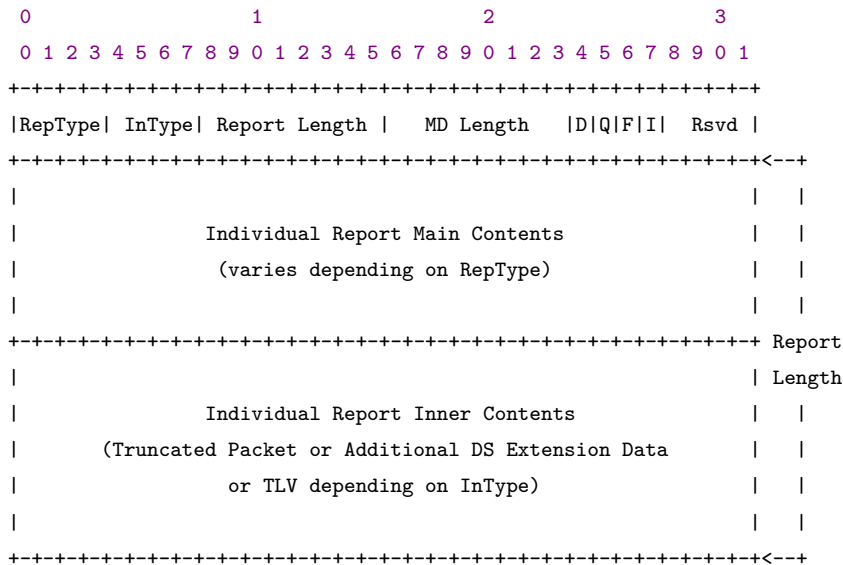 0                   1                   2                   3
0 1 2 3 4 5 6 7 8 9 0 1 2 3 4 5 6 7 8 9 0 1 2 3 4 5 6 7 8 9 0 1
+-+-+-+-+-+-+-+-+-+-+-+-+-+-+-+-+-+-+-+-+-+-+-+-+-+-+-+-+-+-+-+-+
|RepType| InType| Report Length |   MD Length   |D|Q|F|I|  Rsvd |
+-+-+-+-+-+-+-+-+-+-+-+-+-+-+-+-+-+-+-+-+-+-+-+-+-+-+-+-+-+-+-+-+<--+
|                                                               |   |
|                Individual Report Main Contents                |   |
|                 (varies depending on RepType)                 |   |
|                                                               |   |
+-+-+-+-+-+-+-+-+-+-+-+-+-+-+-+-+-+-+-+-+-+-+-+-+-+-+-+-+-+-+-+-+ Report
|                                                               | Length
|                Individual Report Inner Contents               |   |
|       (Truncated Packet or Additional DS Extension Data       |   |
|                  or TLV depending on InType)                  |   |
|                                                               |   |
+-+-+-+-+-+-+-+-+-+-+-+-+-+-+-+-+-+-+-+-+-+-+-+-+-+-+-+-+-+-+-+-+<--+